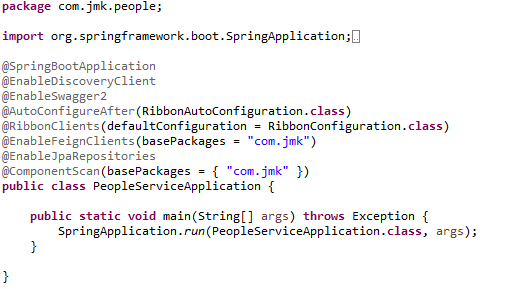 package com.jmk.people;
import org.springframework.boot.SpringApplication;
@SpringBootApplication
@EnableDiscoveryClient
@EnableSwagger2
@AutoConfigureAfter(RibbonAutoConfiguration.class)
@RibbonClients(defaultConfiguration = RibbonConfiguration.class)
@EnableFeignClients(basePackages = "com.jmk")
@EnableJpaRepositories
@ComponentScan(basePackages = { "com.jmk" })
public class PeopleServiceApplication {
public static void main(String[] args) throws Exception {
SpringApplication.run(PeopleServiceApplication.class, args);
}
}